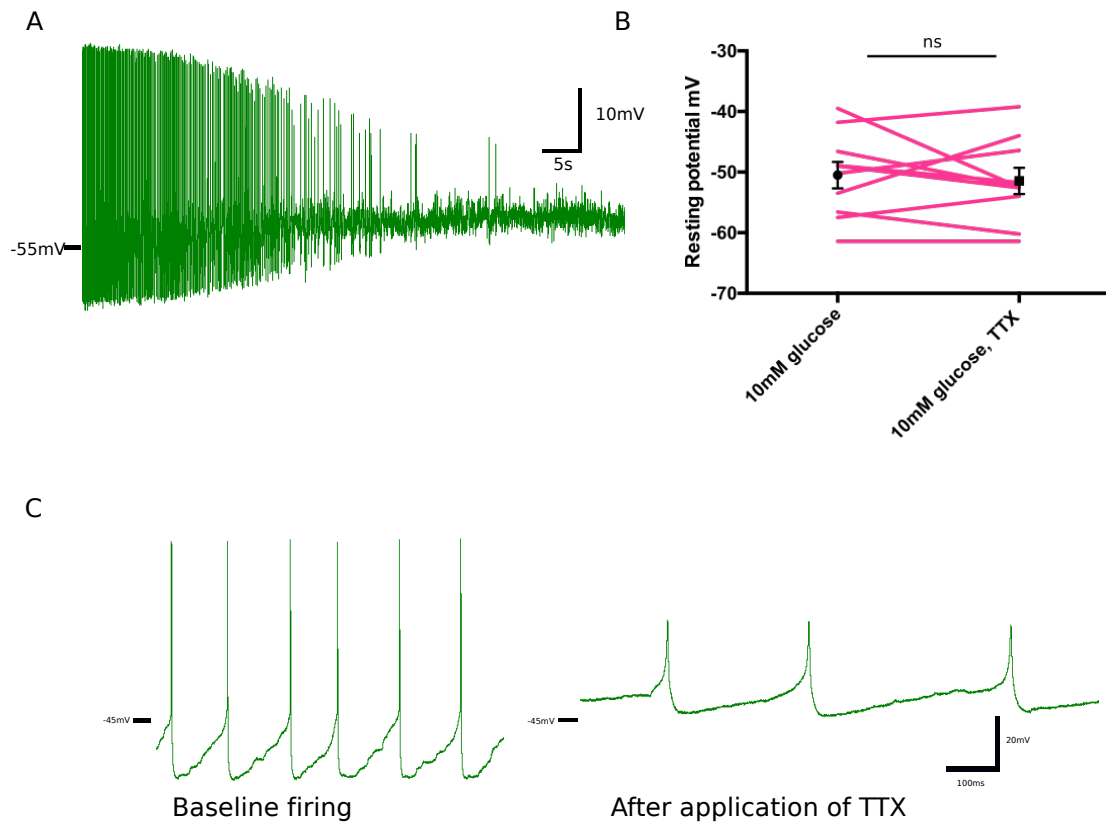 A
-55mV
10mV
5s
B
ns
Resting potential mV
-30
-40
-50
-60
-70
10mM glucose
10mM glucose, TTX
C
-45mV
Baseline firing
-45mV
20mV
100ms
After application of TTX